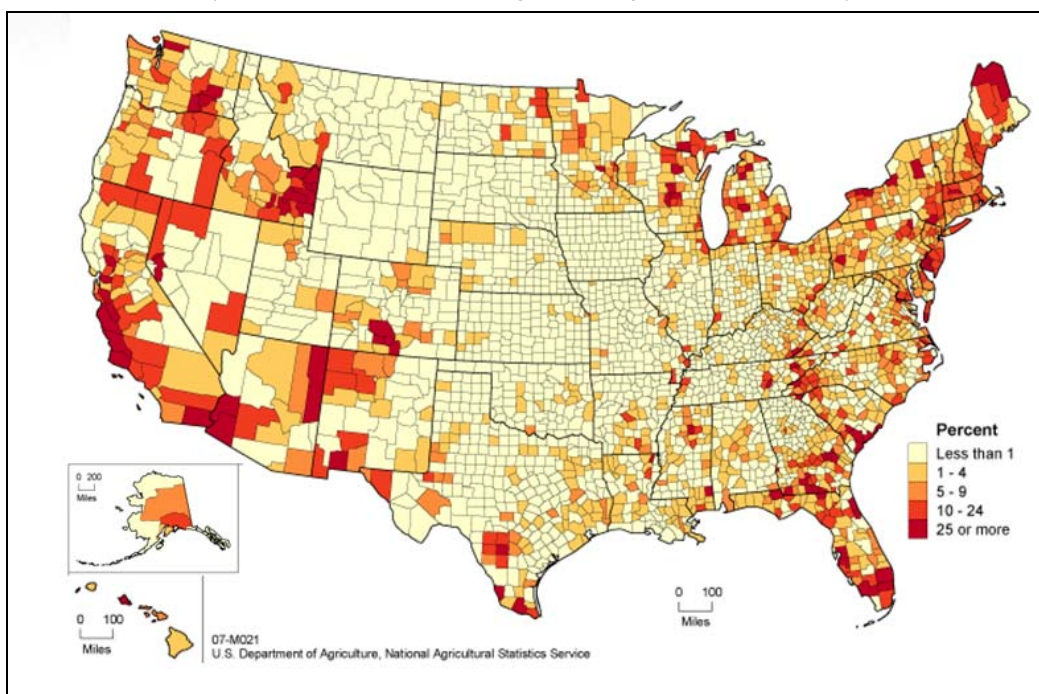 Percent
Less than 1
1 - 4
5 - 9
10 - 24
25 or more
0 200
Miles
0 100
Miles
0 100
Miles
07-M021
U.S. Department of Agriculture, National Agricultural Statistics Service